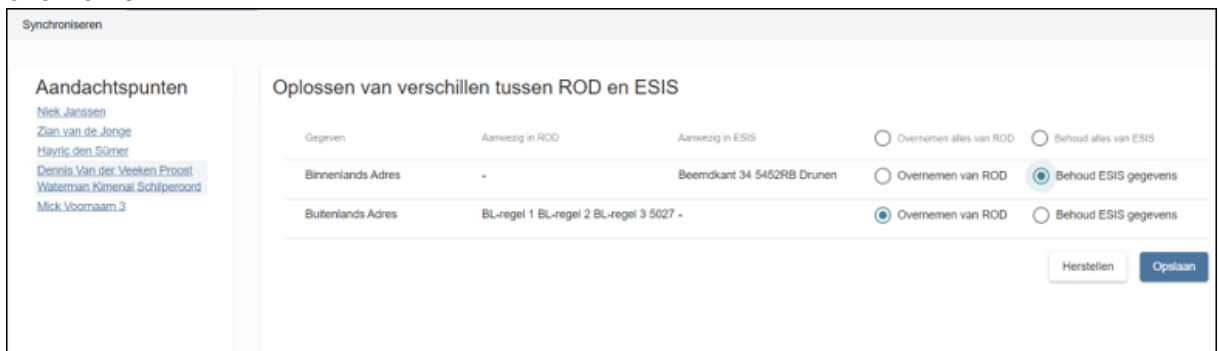 Synchroniseren
Aandachtspunten
Niek Janssen
Zian van de Jonge
Hayriç den Sümer
Dennis Van der Veeken Proost
Waterman Kimenai Schilperoord
Mick Voornaam 3
Oplossen van verschillen tussen ROD en ESIS
Gegeven Aanwezig in ROD Aanwezig in ESIS Overnemen alles van ROD Behoud alles van ESIS
Binnenlands Adres - Beemdkant 34 5452RB Drunen Overnemen van ROD Behoud ESIS gegevens
Buitenlands Adres BL-regel 1 BL-regel 2 BL-regel 3 5027 - Overnemen van ROD Behoud ESIS gegevens
Herstellen Opslaan